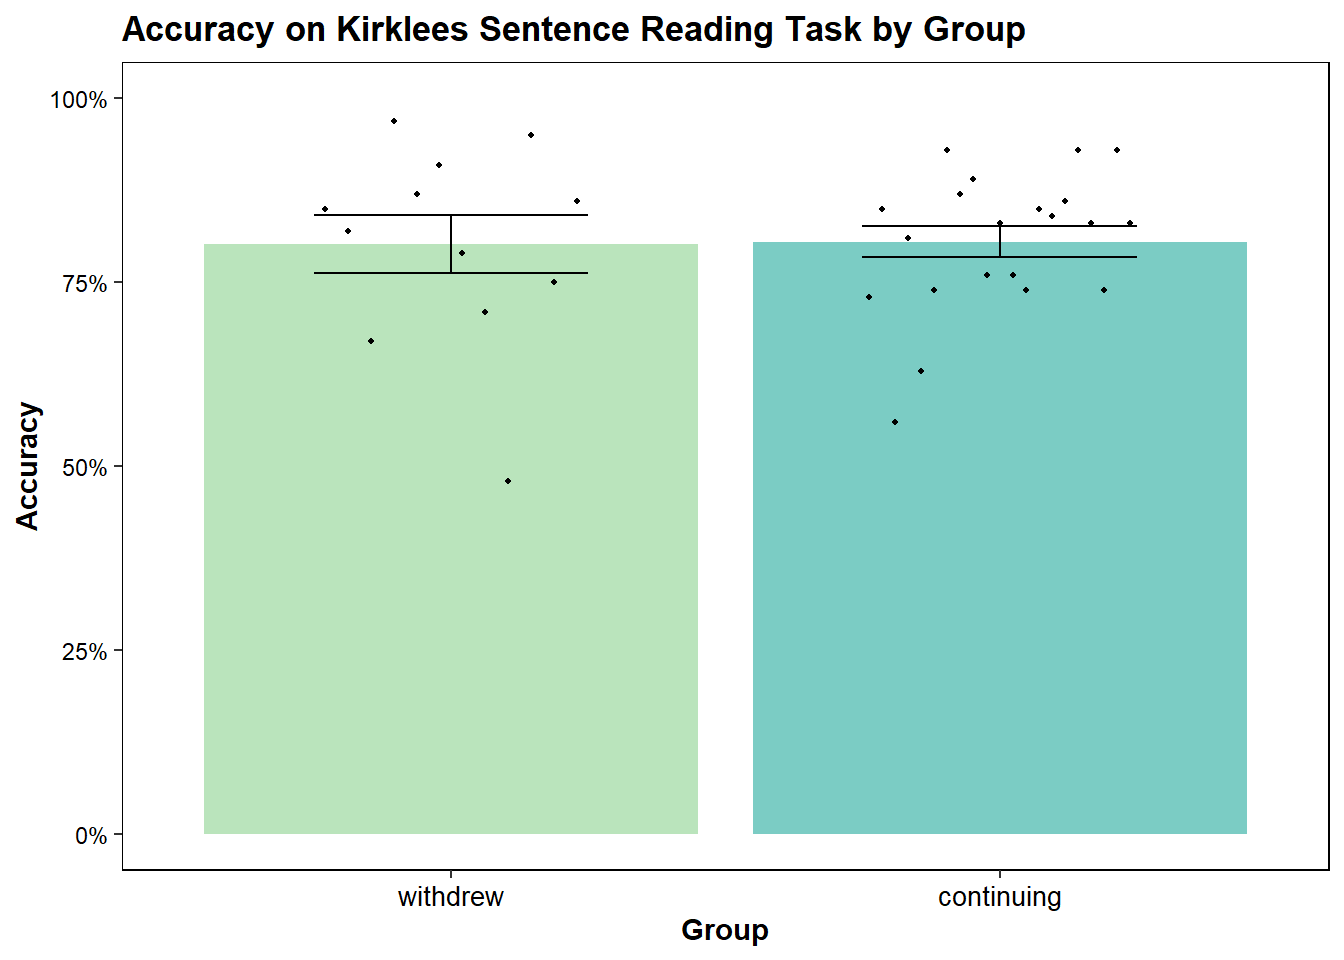 Accuracy on Kirklees Sentence Reading Task by Group
100%
75%
50%
25%
0%
Accuracy
withdrew
continuing
Group